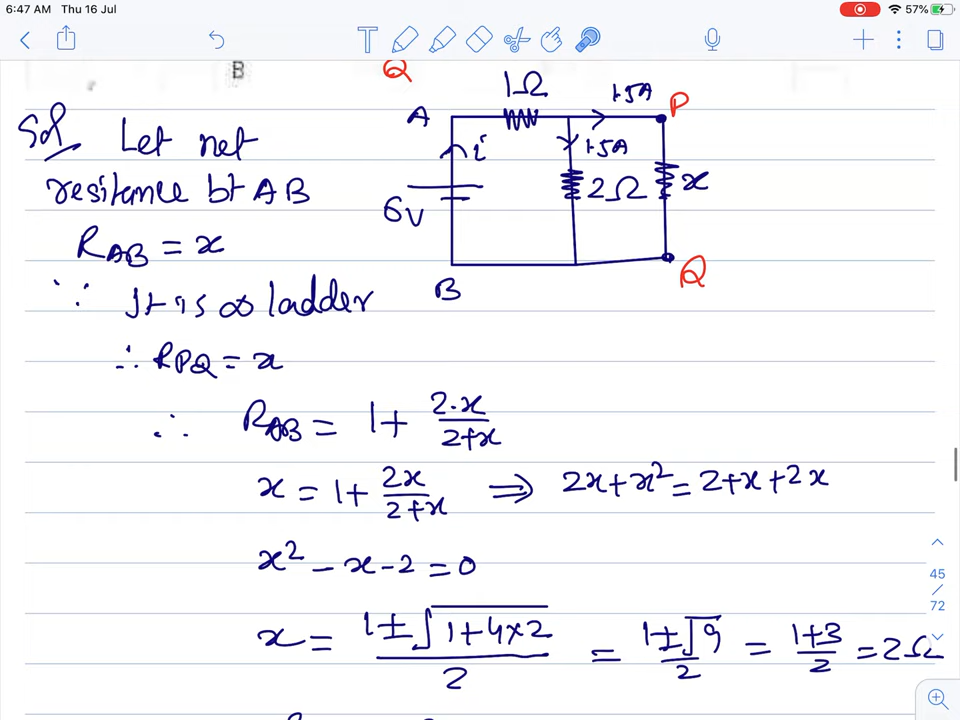 6:47 AM Thu 16 Jul
57%
T
B
Q
Sol Let net
resitance bt AB
R_AB = x
∵ It is ∞ ladder
∴ R_PQ = x
∴ R_AB = 1 + 2·x / 2+x
x = 1 + 2x / 2+x ⇒ 2x + x² = 2 + x + 2x
x² - x - 2 = 0
x = 1 ± √1+4×2 / 2 = 1 ± √9 / 2 = 1+3 / 2 = 2Ω
1Ω
1.5A
P
A
i
1.5A
2Ω
x
6V
B
Q
45
/
72